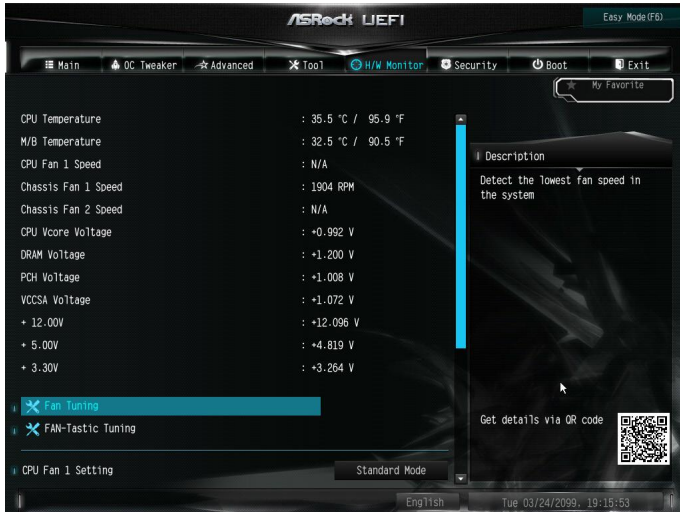 ASRock UEFI
Easy Mode(F6)
Main OC Tweaker Advanced Tool H/W Monitor Security Boot Exit
My Favorite
CPU Temperature : 35.5 °C / 95.9 °F
M/B Temperature : 32.5 °C / 90.5 °F
CPU Fan 1 Speed : N/A
Chassis Fan 1 Speed : 1904 RPM
Chassis Fan 2 Speed : N/A
CPU Vcore Voltage : +0.992 V
DRAM Voltage : +1.200 V
PCH Voltage : +1.008 V
VCCSA Voltage : +1.072 V
+ 12.00V : +12.096 V
+ 5.00V : +4.819 V
+ 3.30V : +3.264 V
Fan Tuning
FAN-Tastic Tuning
CPU Fan 1 Setting Standard Mode
Description
Detect the lowest fan speed in
the system
Get details via QR code
English
Tue 03/24/2099. 19:15:53